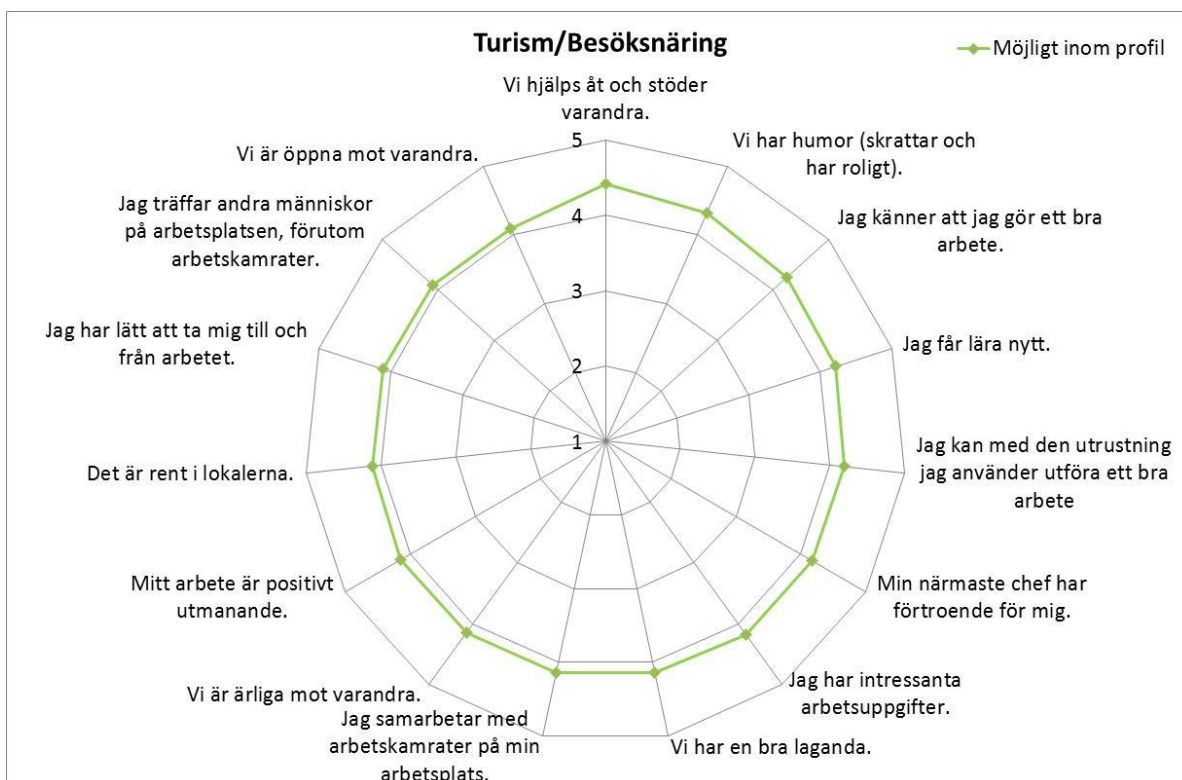 Turism/Besöksnäring
Möjligt inom profil
Vi hjälps åt och stöder
varandra.
Vi har humor (skrattar och
har roligt).
Jag känner att jag gör ett bra
arbete.
Jag får lära nytt.
Jag kan med den utrustning
jag använder utföra ett bra
arbete
Min närmaste chef har
förtroende för mig.
Jag har intressanta
arbetsuppgifter.
Vi har en bra laganda.
Jag samarbetar med
arbetskamrater på min
arbetsplats.
Vi är ärliga mot varandra.
Mitt arbete är positivt
utmanande.
Det är rent i lokalerna.
Jag har lätt att ta mig till och
från arbetet.
Jag träffar andra människor
på arbetsplatsen, förutom
arbetskamrater.
Vi är öppna mot varandra.
5
4
3
2
1